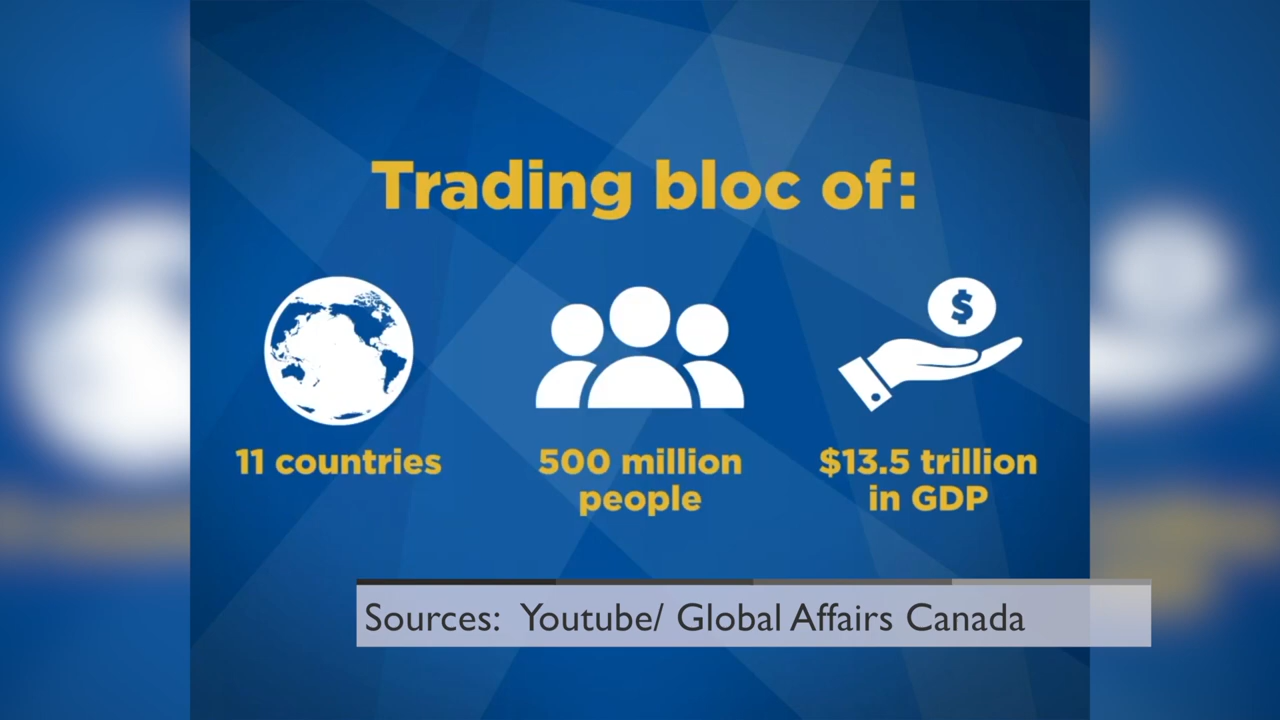 Trading bloc of:
$
11 countries
500 million
people
$13.5 trillion
in GDP
Sources: Youtube/ Global Affairs Canada